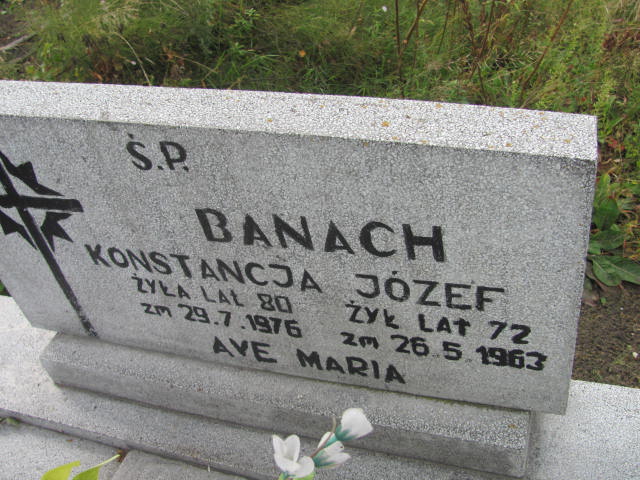 Ś.P.
BANACH
KONSTANCJA JÓZEF
ŻYŁA LAT 80 ŻYŁ LAT 72
zm 29.7.1976 zm 26.5.1963
AVE MARIA